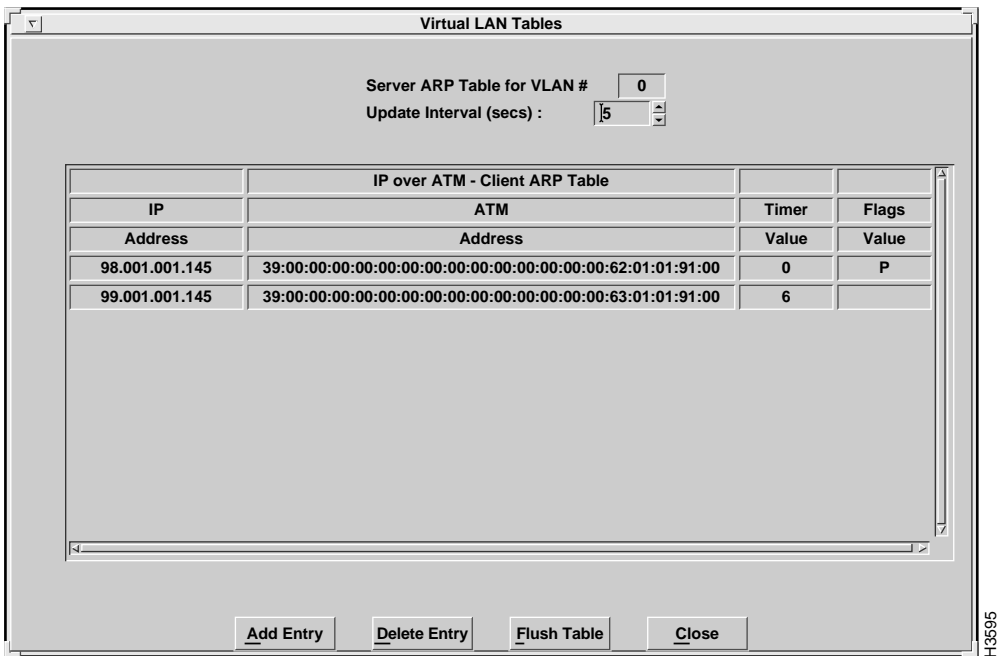 Virtual LAN Tables
Server ARP Table for VLAN # 0
Update Interval (secs) : 5
IP over ATM - Client ARP Table
IP ATM Timer Flags
Address Address Value Value
98.001.001.145 39:00:00:00:00:00:00:00:00:00:00:00:00:00:62:01:01:91:00 0 P
99.001.001.145 39:00:00:00:00:00:00:00:00:00:00:00:00:00:63:01:01:91:00 6
Add Entry Delete Entry Flush Table Close
H3595